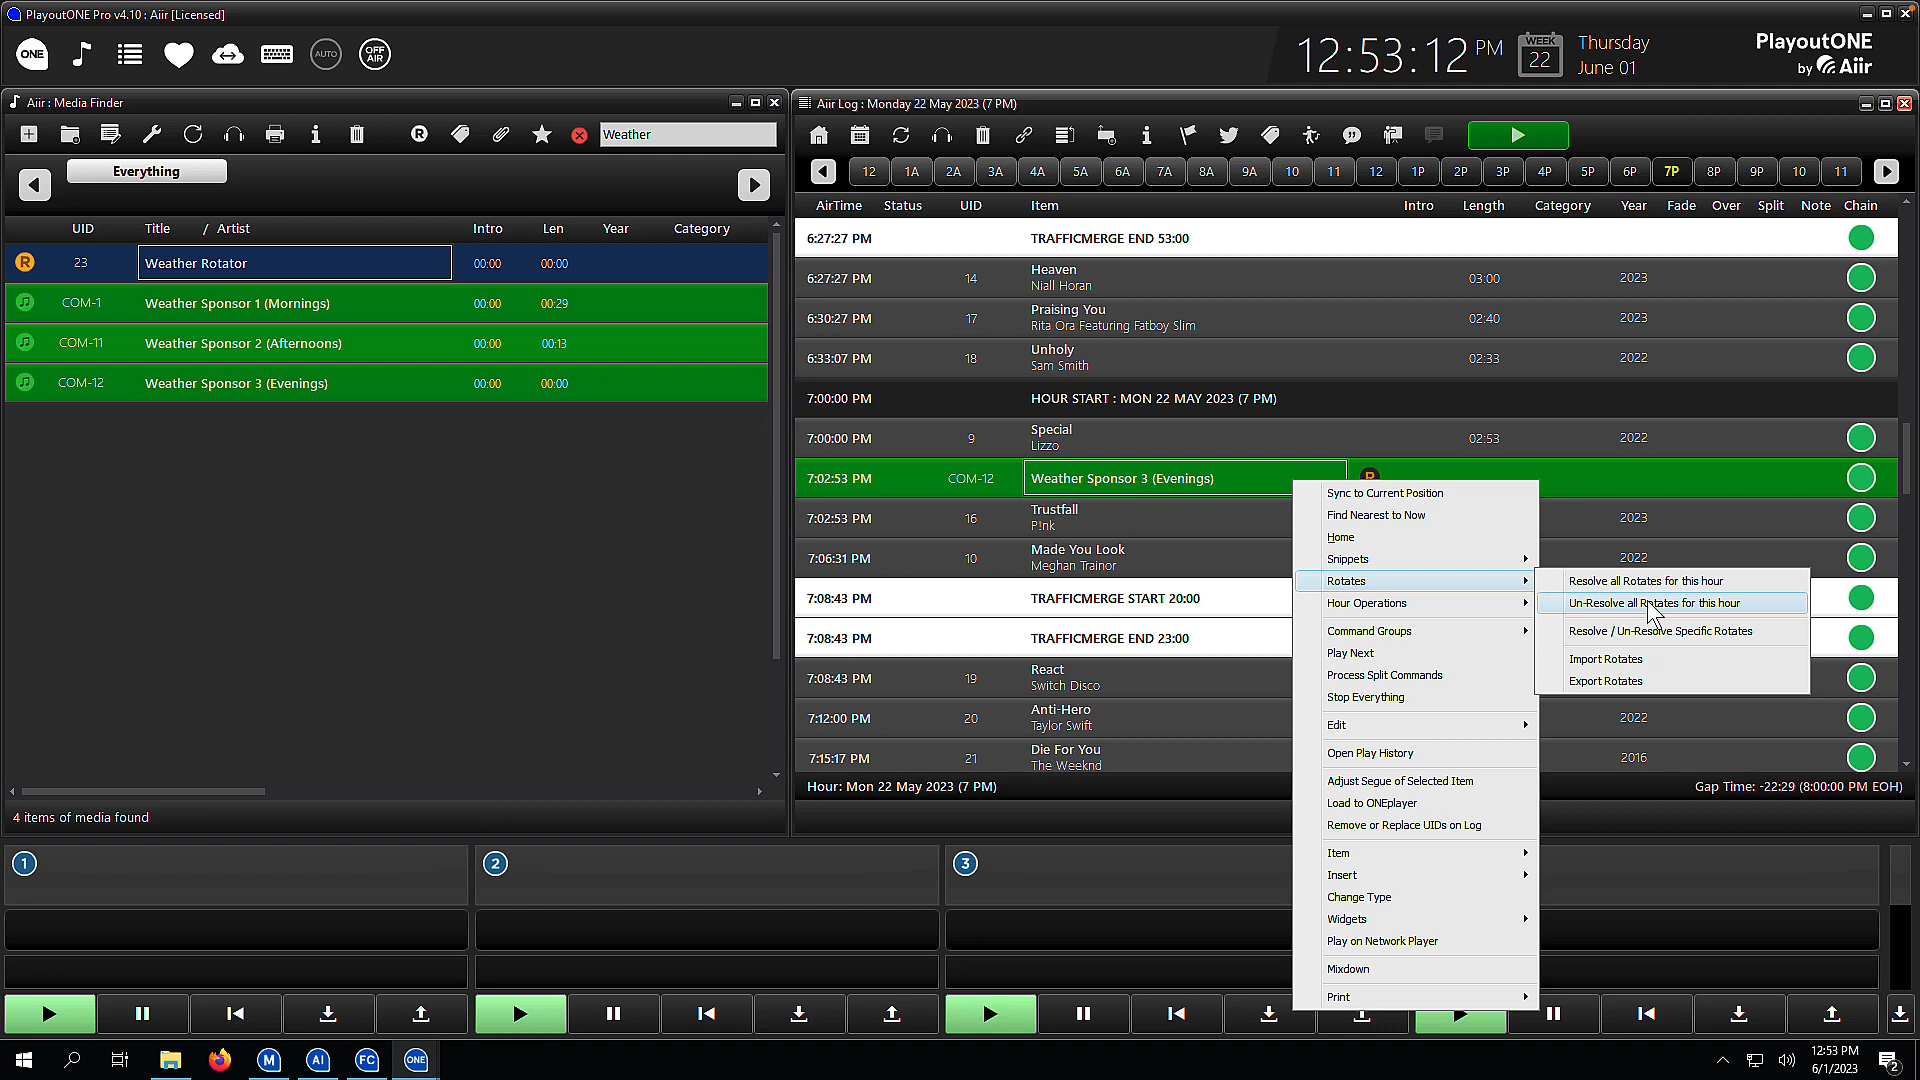 PlayoutONE Pro v4.10 : Aiir [Licensed]
ONE
AUTO
OFF AIR
12:53:12 PM
WEEK 22
Thursday
June 01
PlayoutONE
by Aiir
Aiir : Media Finder
R
Weather
Everything
UID Title / Artist Intro Len Year Category
R 23 Weather Rotator 00:00 00:00
COM-1 Weather Sponsor 1 (Mornings) 00:00 00:29
COM-11 Weather Sponsor 2 (Afternoons) 00:00 00:13
COM-12 Weather Sponsor 3 (Evenings) 00:00 00:00
4 items of media found
Aiir Log : Monday 22 May 2023 (7 PM)
12 1A 2A 3A 4A 5A 6A 7A 8A 9A 10 11 12 1P 2P 3P 4P 5P 6P 7P 8P 9P 10 11
AirTime Status UID Item Intro Length Category Year Fade Over Split Note Chain
6:27:27 PM TRAFFICMERGE END 53:00
6:27:27 PM 14 Heaven 03:00 2023
Niall Horan
6:30:27 PM 17 Praising You 02:40 2023
Rita Ora Featuring Fatboy Slim
6:33:07 PM 18 Unholy 02:33 2022
Sam Smith
7:00:00 PM HOUR START : MON 22 MAY 2023 (7 PM)
7:00:00 PM 9 Special 02:53 2022
Lizzo
7:02:53 PM COM-12 Weather Sponsor 3 (Evenings) R
7:02:53 PM 16 Trustfall 2023
P!nk
7:06:31 PM 10 Made You Look 2022
Meghan Trainor
7:08:43 PM TRAFFICMERGE START 20:00
7:08:43 PM TRAFFICMERGE END 23:00
7:08:43 PM 19 React
Switch Disco
7:12:00 PM 20 Anti-Hero 2022
Taylor Swift
7:15:17 PM 21 Die For You 2016
The Weeknd
Hour: Mon 22 May 2023 (7 PM)
Gap Time: -22:29 (8:00:00 PM EOH)
Sync to Current Position
Find Nearest to Now
Home
Snippets
Rotates
Hour Operations
Command Groups
Play Next
Process Split Commands
Stop Everything
Edit
Open Play History
Adjust Segue of Selected Item
Load to ONEplayer
Remove or Replace UIDs on Log
Item
Insert
Change Type
Widgets
Play on Network Player
Mixdown
Print
Resolve all Rotates for this hour
Un-Resolve all Rotates for this hour
Resolve / Un-Resolve Specific Rotates
Import Rotates
Export Rotates
1
2
3
M
AI
FC
ONE
12:53 PM
6/1/2023
2